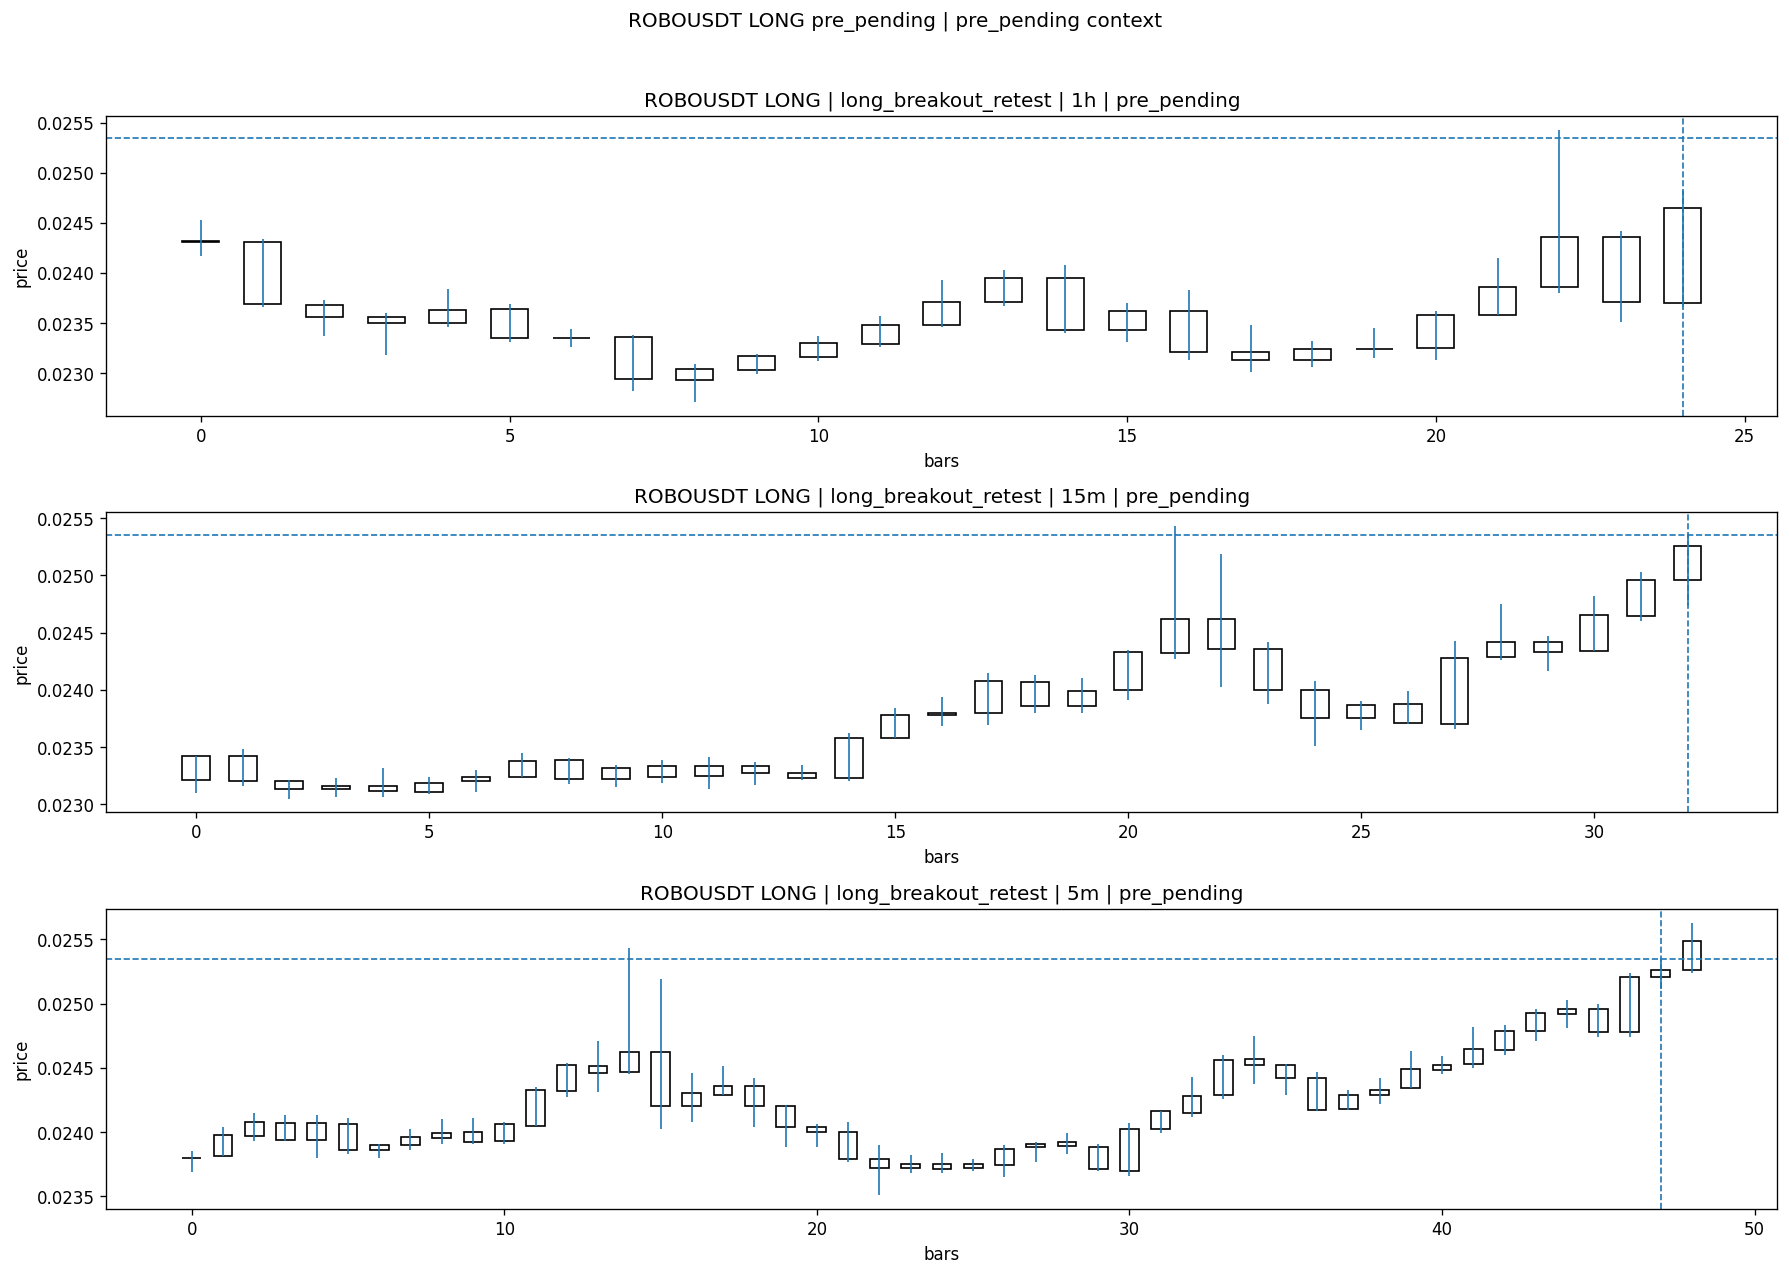 ROBOUSDT LONG pre_pending | pre_pending context
ROBOUSDT LONG | long_breakout_retest | 1h | pre_pending
0.0255
0.0250
0.0245
0.0240
0.0235
0.0230
price
0 5 10 15 20 25
bars
ROBOUSDT LONG | long_breakout_retest | 15m | pre_pending
0.0255
0.0250
0.0245
0.0240
0.0235
0.0230
price
0 5 10 15 20 25 30
bars
ROBOUSDT LONG | long_breakout_retest | 5m | pre_pending
0.0255
0.0250
0.0245
0.0240
0.0235
price
0 10 20 30 40 50
bars